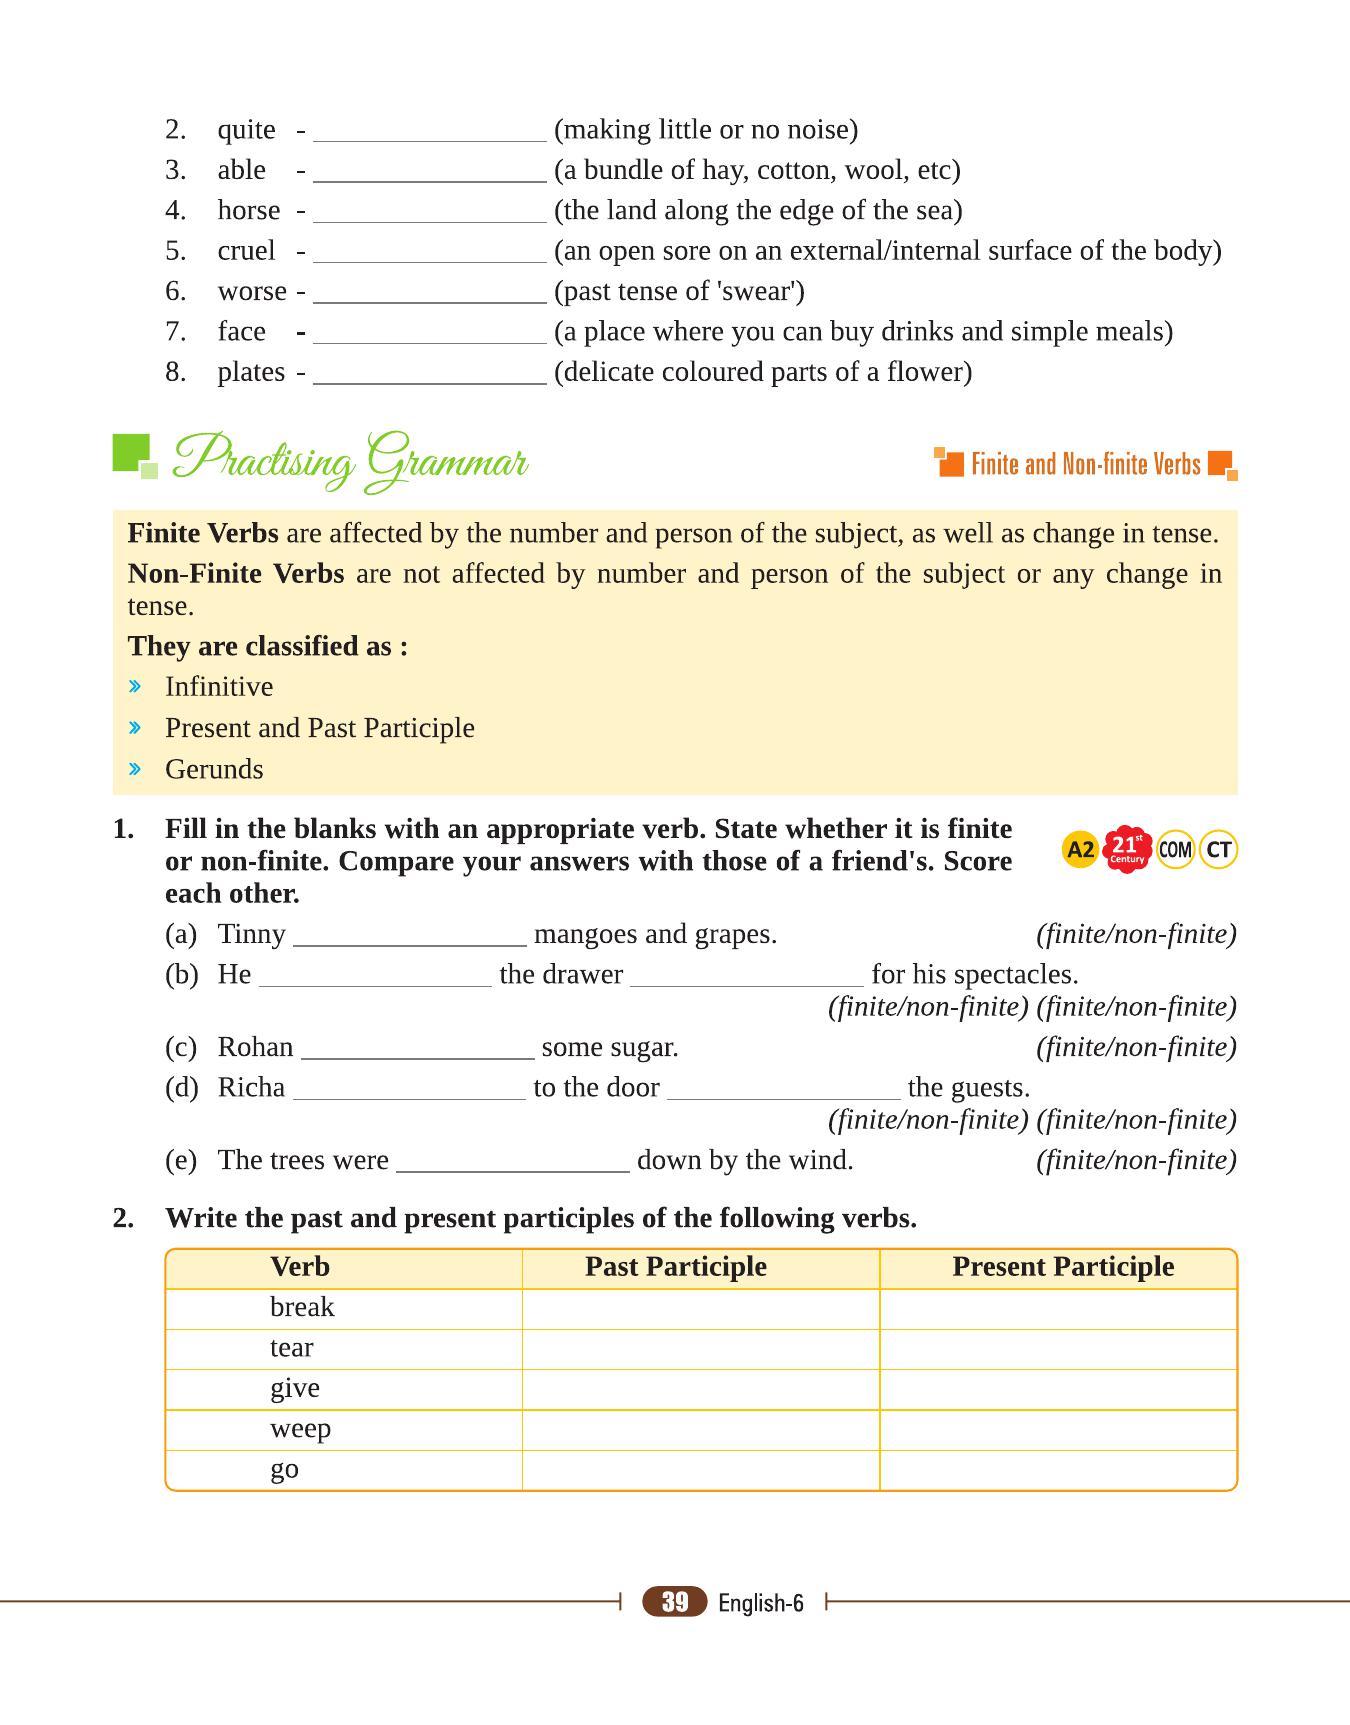 2. quite - ________________ (making little or no noise)
3. able - ________________ (a bundle of hay, cotton, wool, etc)
4. horse - ________________ (the land along the edge of the sea)
5. cruel - ________________ (an open sore on an external/internal surface of the body)
6. worse - ________________ (past tense of 'swear')
7. face - ________________ (a place where you can buy drinks and simple meals)
8. plates - ________________ (delicate coloured parts of a flower)
Practising Grammar
Finite and Non-finite Verbs
Finite Verbs are affected by the number and person of the subject, as well as change in tense.
Non-Finite Verbs are not affected by number and person of the subject or any change in
tense.
They are classified as :
» Infinitive
» Present and Past Participle
» Gerunds
1. Fill in the blanks with an appropriate verb. State whether it is finite
or non-finite. Compare your answers with those of a friend's. Score
each other.
A2 21st Century COM CT
(a) Tinny ________________ mangoes and grapes. (finite/non-finite)
(b) He ________________ the drawer ________________ for his spectacles.
(finite/non-finite) (finite/non-finite)
(c) Rohan ________________ some sugar. (finite/non-finite)
(d) Richa ________________ to the door ________________ the guests.
(finite/non-finite) (finite/non-finite)
(e) The trees were ________________ down by the wind. (finite/non-finite)
2. Write the past and present participles of the following verbs.
Verb Past Participle Present Participle
break
tear
give
weep
go
39 English-6